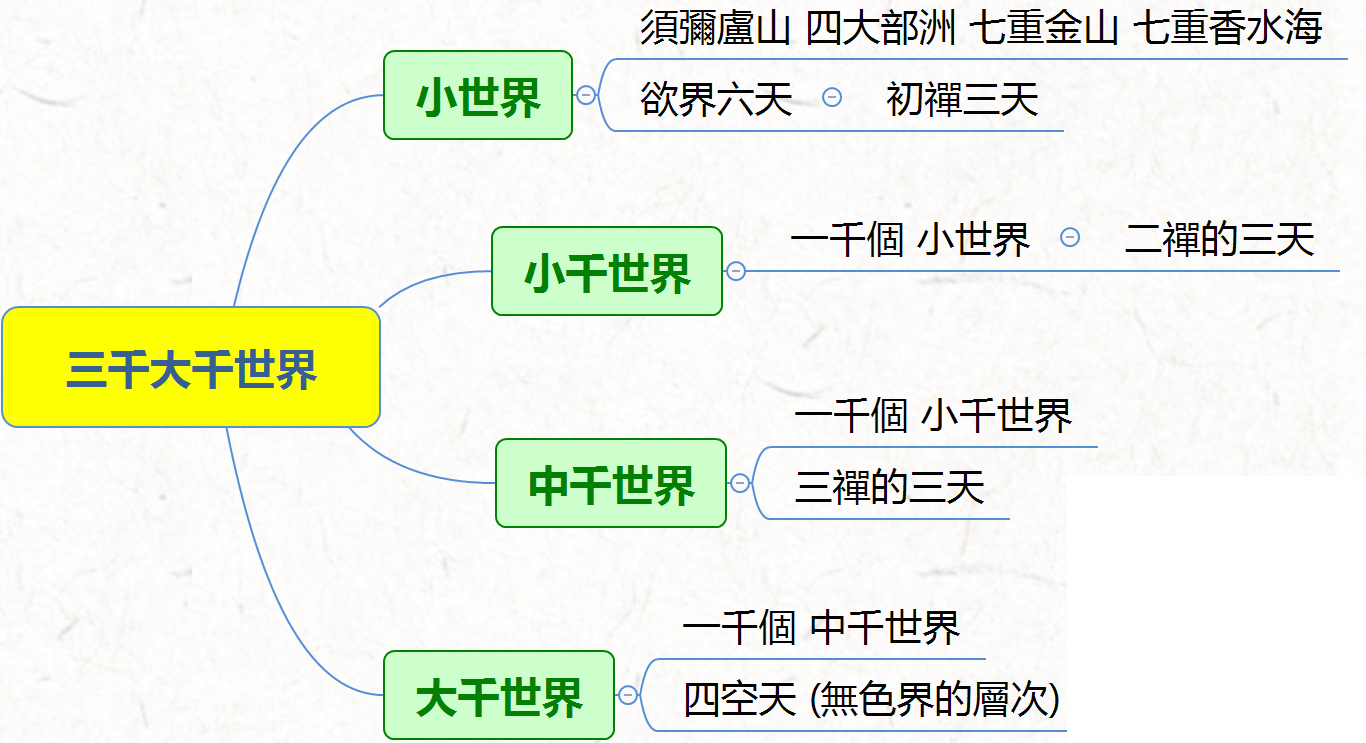 須彌盧山 四大部洲 七重金山 七重香水海
小世界
欲界六天
初禪三天
一千個 小世界
二禪的三天
小千世界
三千大千世界
一千個 小千世界
中千世界
三禪的三天
一千個 中千世界
大千世界
四空天 (無色界的層次)